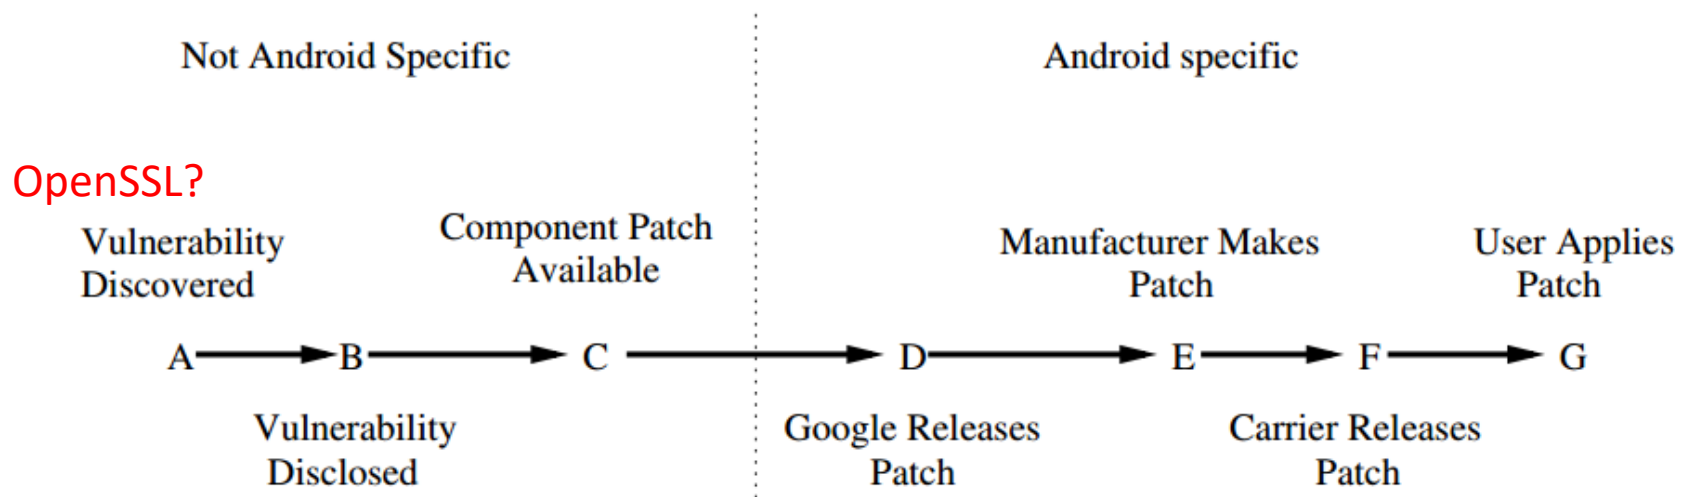 Not Android Specific
Android specific
OpenSSL?
Vulnerability
Discovered
Component Patch
Available
Manufacturer Makes
Patch
User Applies
Patch
A B C D E F G
Vulnerability
Disclosed
Google Releases
Patch
Carrier Releases
Patch